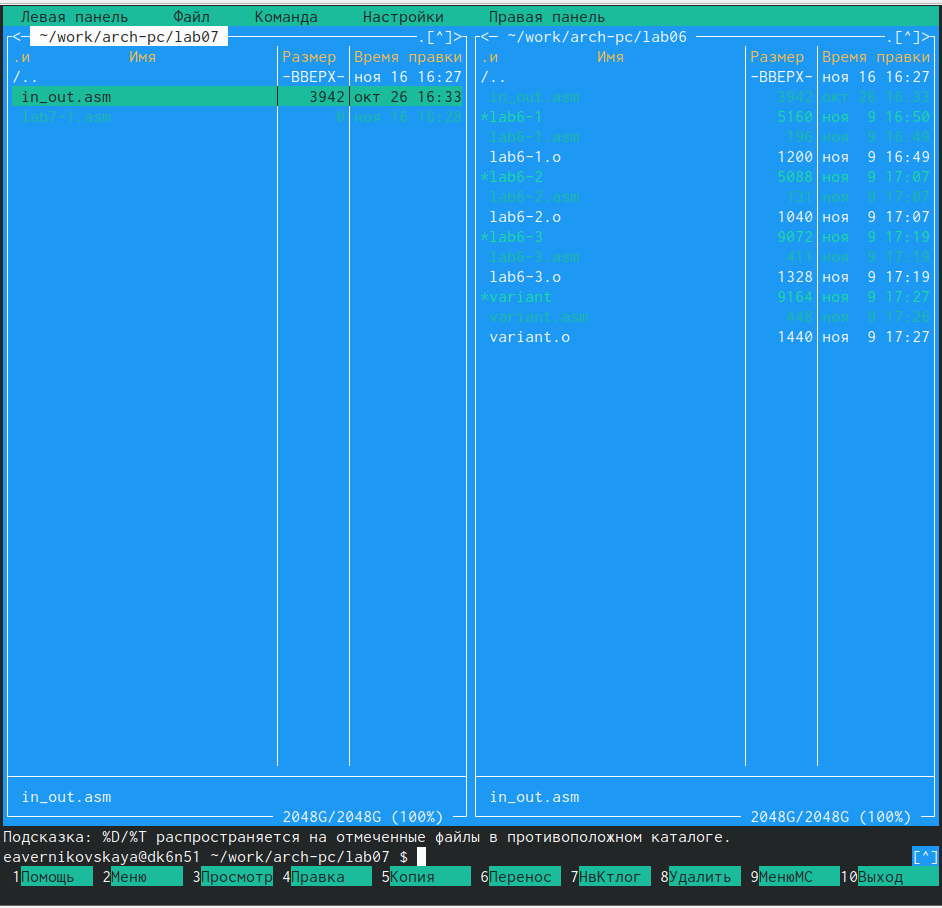 Левая панель Файл Команда Настройки Правая панель
<─ ~/work/arch-pc/lab07 .[^]> <─ ~/work/arch-pc/lab06 .[^]>
.и Имя Размер Время правки .и Имя Размер Время правки
/.. -ВВЕРХ- ноя 16 16:27 /.. -ВВЕРХ- ноя 16 16:27
in_out.asm 3942 окт 26 16:33 in_out.asm 3942 окт 26 16:33
lab7-1.asm 0 ноя 16 16:28 *lab6-1 5160 ноя 9 16:50
lab6-1.asm 196 ноя 9 16:49
lab6-1.o 1200 ноя 9 16:49
*lab6-2 5088 ноя 9 17:07
lab6-2.asm 131 ноя 9 17:07
lab6-2.o 1040 ноя 9 17:07
*lab6-3 9072 ноя 9 17:19
lab6-3.asm 411 ноя 9 17:19
lab6-3.o 1328 ноя 9 17:19
*variant 9164 ноя 9 17:27
variant.asm 448 ноя 9 17:26
variant.o 1440 ноя 9 17:27
in_out.asm in_out.asm
2048G/2048G (100%) 2048G/2048G (100%)
Подсказка: %D/%T распространяется на отмеченные файлы в противоположном каталоге.
eavernikovskaya@dk6n51 ~/work/arch-pc/lab07 $ [^]
1Помощь 2Меню 3Просмотр 4Правка 5Копия 6Перенос 7НвКтлог 8Удалить 9МенюMC 10Выход